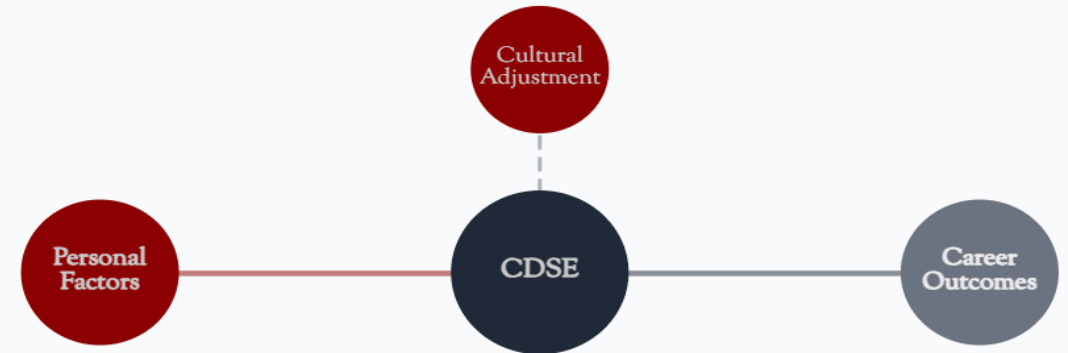 Cultural
Adjustment
Personal
Factors
CDSE
Career
Outcomes